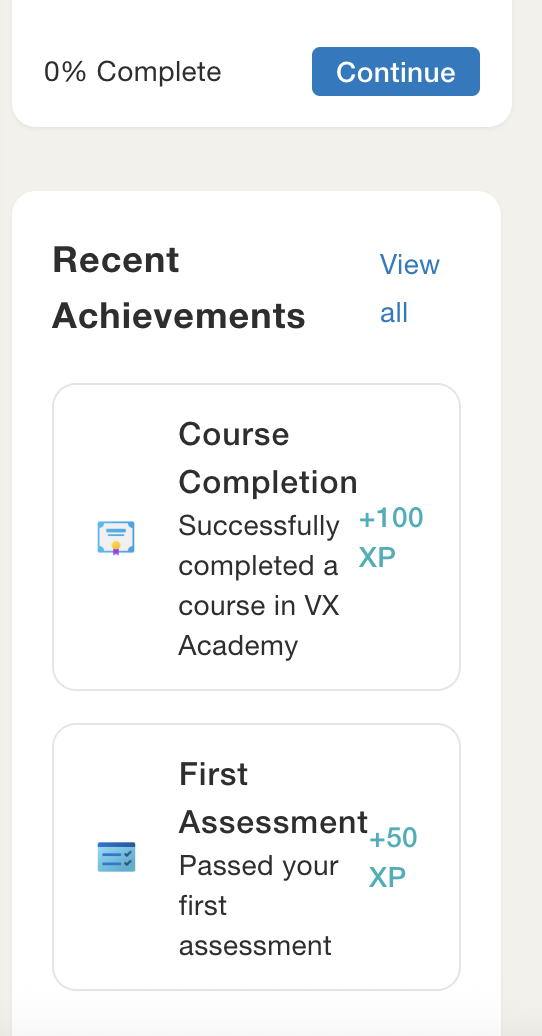 0% Complete
Continue
Recent
Achievements
View
all
Course
Completion
Successfully
completed a
course in VX
Academy
+100
XP
First
Assessment
Passed your
first
assessment
+50
XP